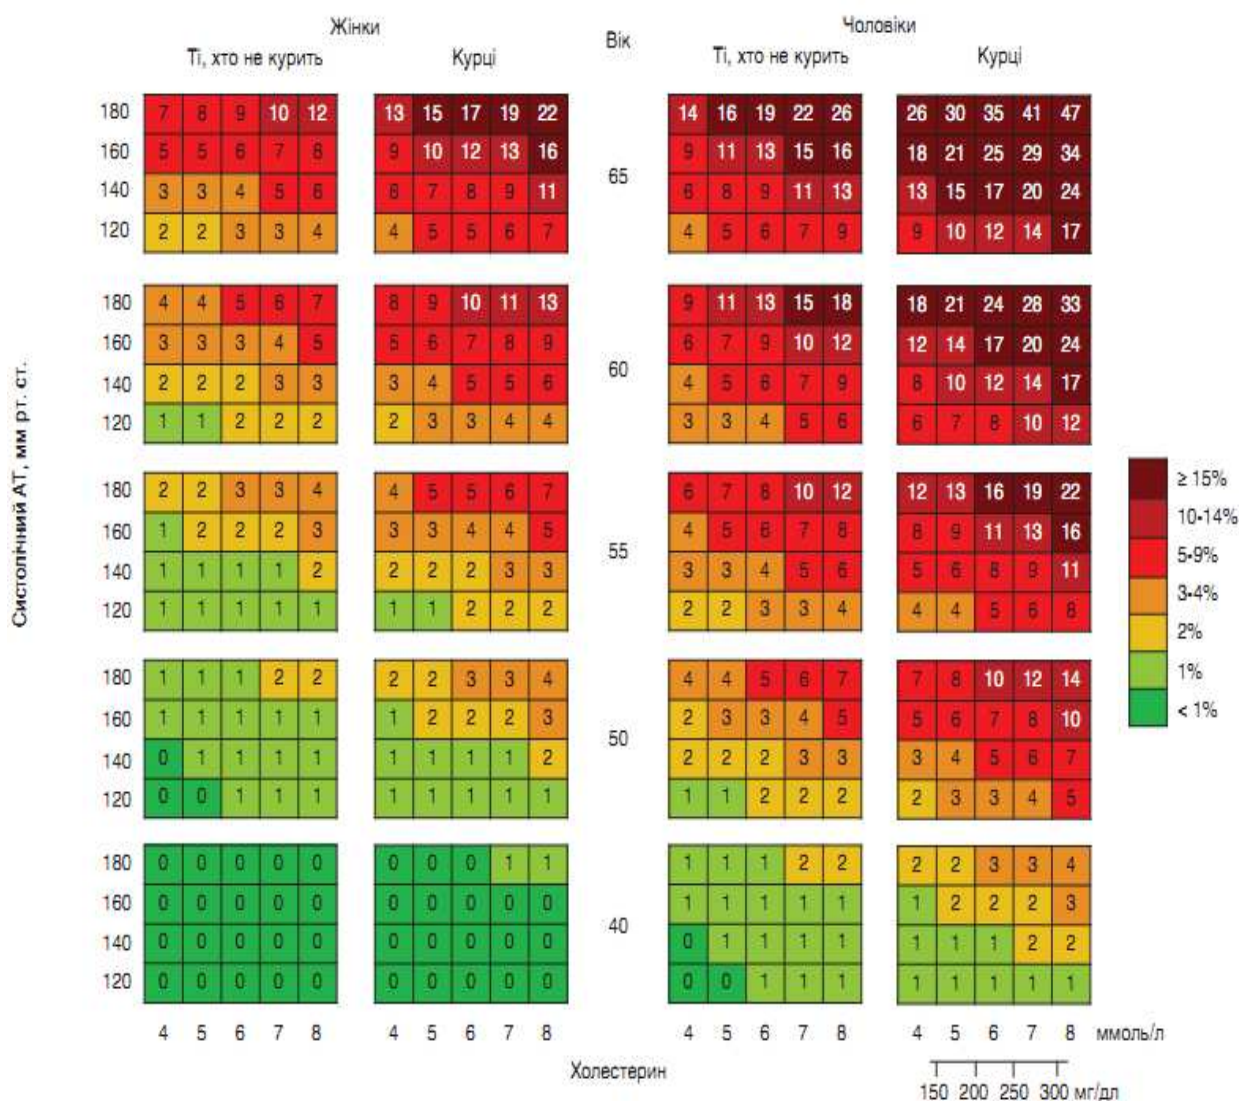 Жінки Чоловіки
Ті, хто не курить Курці Вік Ті, хто не курить Курці
Систолічний АТ, мм рт. ст.
180 7 8 9 10 12 13 15 17 19 22 14 16 19 22 26 26 30 35 41 47
160 5 5 6 7 8 9 10 12 13 16 9 11 13 15 16 18 21 25 29 34
65
140 3 3 4 5 6 6 7 8 9 11 6 8 9 11 13 13 15 17 20 24
120 2 2 3 3 4 4 5 5 6 7 4 5 6 7 9 9 10 12 14 17
180 4 4 5 6 7 8 9 10 11 13 9 11 13 15 18 18 21 24 28 33
160 3 3 3 4 5 5 6 7 8 9 6 7 9 10 12 12 14 17 20 24
60
140 2 2 2 3 3 3 4 5 5 6 4 5 6 7 9 8 10 12 14 17
120 1 1 2 2 2 2 3 3 4 4 3 3 4 5 6 6 7 8 10 12
180 2 2 3 3 4 4 5 5 6 7 6 7 8 10 12 12 13 16 19 22
160 1 2 2 2 3 3 3 4 4 5 4 5 6 7 8 8 9 11 13 16
55
140 1 1 1 1 2 2 2 2 3 3 3 3 4 5 6 5 6 8 9 11
120 1 1 1 1 1 1 1 2 2 2 2 2 3 3 4 4 4 5 6 8
180 1 1 1 2 2 2 2 3 3 4 4 4 5 6 7 7 8 10 12 14
160 1 1 1 1 1 1 2 2 2 3 2 3 3 4 5 5 6 7 8 10
50
140 0 1 1 1 1 1 1 1 1 2 2 2 2 3 3 3 4 5 6 7
120 0 0 1 1 1 1 1 1 1 1 1 1 2 2 2 2 3 3 4 5
180 0 0 0 0 0 0 0 0 1 1 1 1 1 2 2 2 2 3 3 4
160 0 0 0 0 0 0 0 0 0 0 1 1 1 1 1 1 2 2 2 3
40
140 0 0 0 0 0 0 0 0 0 0 0 1 1 1 1 1 1 1 2 2
120 0 0 0 0 0 0 0 0 0 0 0 0 1 1 1 1 1 1 1 1
4 5 6 7 8 4 5 6 7 8 4 5 6 7 8 4 5 6 7 8 ммоль/л
Холестерин
150 200 250 300 мг/дл
≥ 15%
10-14%
5-9%
3-4%
2%
1%
< 1%